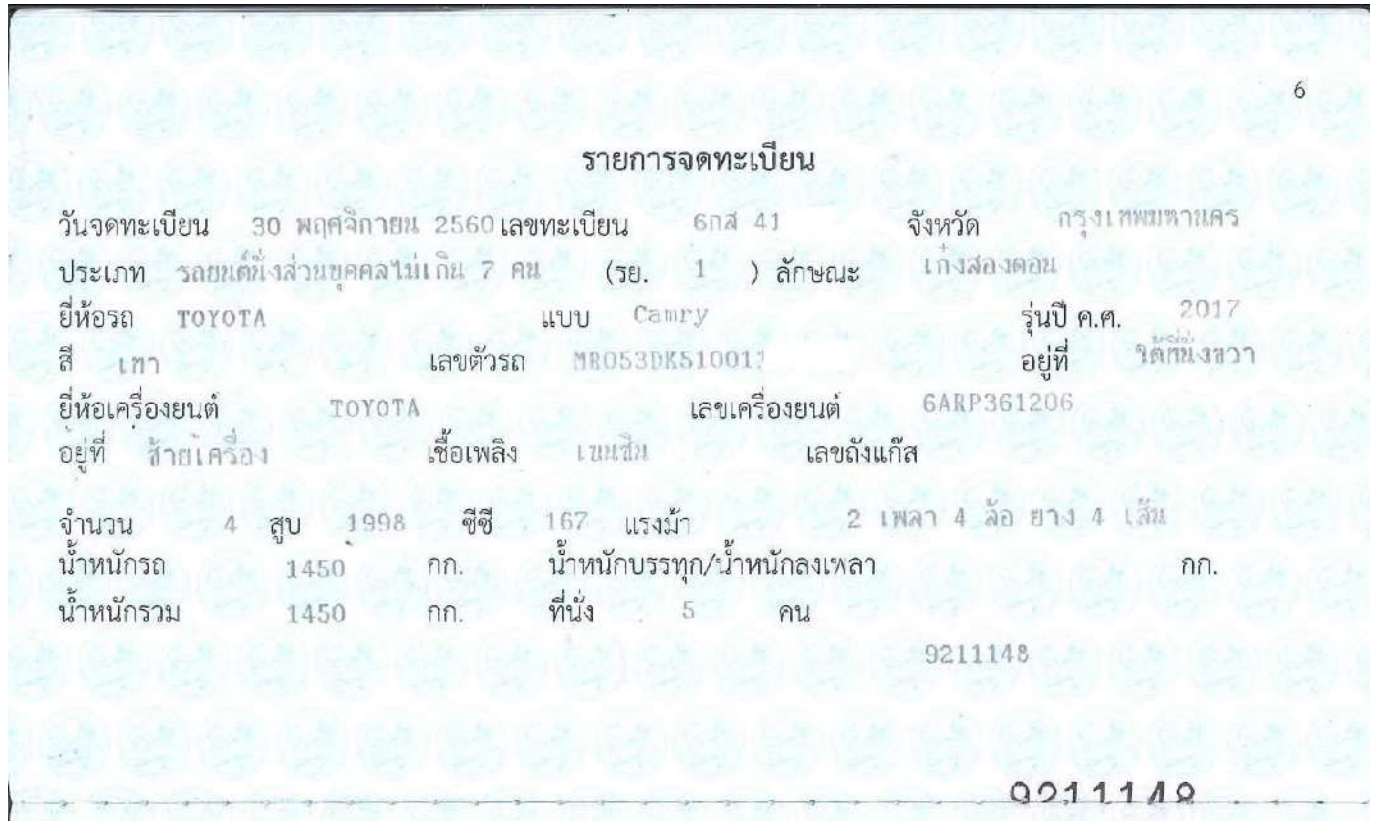 6
รายการจดทะเบียน
วันจดทะเบียน 30 พฤศจิกายน 2560 เลขทะเบียน 6กส 41 จังหวัด กรุงเทพมหานคร
ประเภท รถยนต์นั่งส่วนบุคคลไม่เกิน 7 คน (รย. 1 ) ลักษณะ เก๋งสองตอน
ยี่ห้อรถ TOYOTA แบบ Camry รุ่นปี ค.ศ. 2017
สี เทา เลขตัวรถ MR053DK510011 อยู่ที่ ใต้ที่นั่งขวา
ยี่ห้อเครื่องยนต์ TOYOTA เลขเครื่องยนต์ 6ARP361206
อยู่ที่ ซ้ายเครื่อง เชื้อเพลิง เบนซิน เลขถังแก๊ส
จำนวน 4 สูบ 1998 ซีซี 167 แรงม้า 2 เพลา 4 ล้อ ยาง 4 เส้น
น้ำหนักรถ 1450 กก. น้ำหนักบรรทุก/น้ำหนักลงเพลา กก.
น้ำหนักรวม 1450 กก. ที่นั่ง 5 คน
9211148
9211148